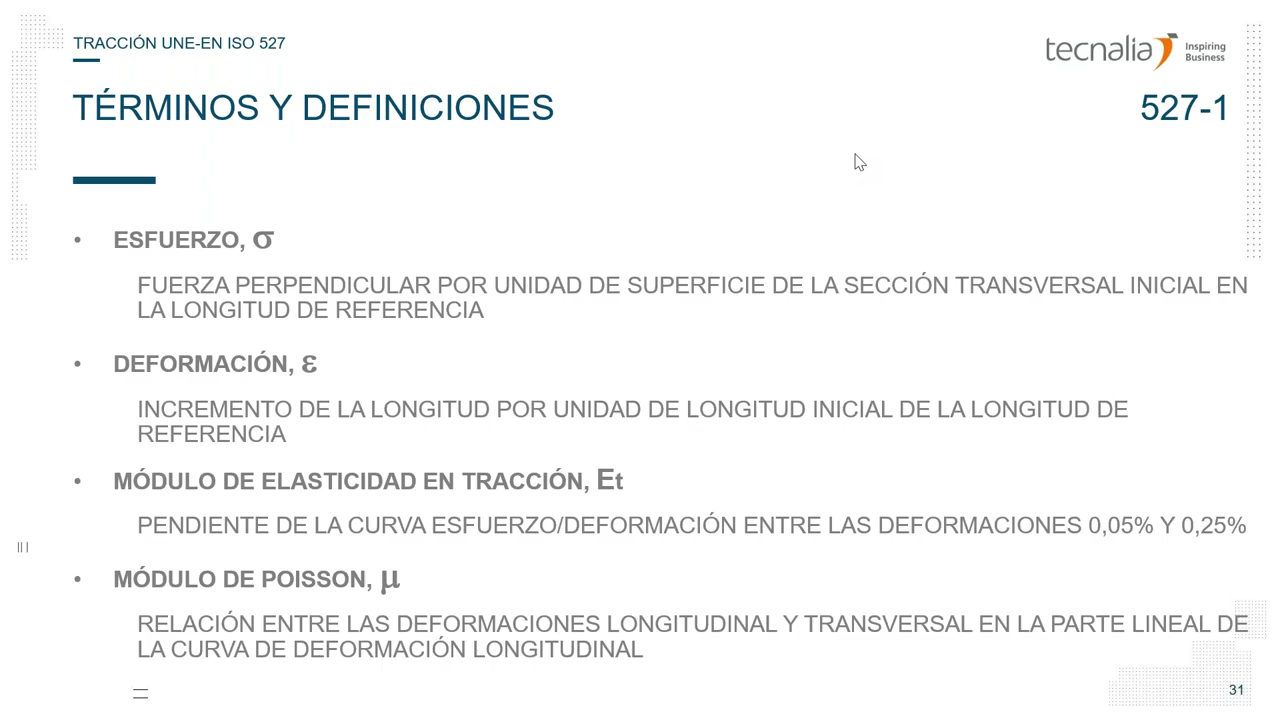 TRACCIÓN UNE-EN ISO 527
tecnalia Inspiring Business
TÉRMINOS Y DEFINICIONES
527-1
• ESFUERZO, σ
FUERZA PERPENDICULAR POR UNIDAD DE SUPERFICIE DE LA SECCIÓN TRANSVERSAL INICIAL EN
LA LONGITUD DE REFERENCIA
• DEFORMACIÓN, ε
INCREMENTO DE LA LONGITUD POR UNIDAD DE LONGITUD INICIAL DE LA LONGITUD DE
REFERENCIA
• MÓDULO DE ELASTICIDAD EN TRACCIÓN, Et
PENDIENTE DE LA CURVA ESFUERZO/DEFORMACIÓN ENTRE LAS DEFORMACIONES 0,05% Y 0,25%
• MÓDULO DE POISSON, μ
RELACIÓN ENTRE LAS DEFORMACIONES LONGITUDINAL Y TRANSVERSAL EN LA PARTE LINEAL DE
LA CURVA DE DEFORMACIÓN LONGITUDINAL
31